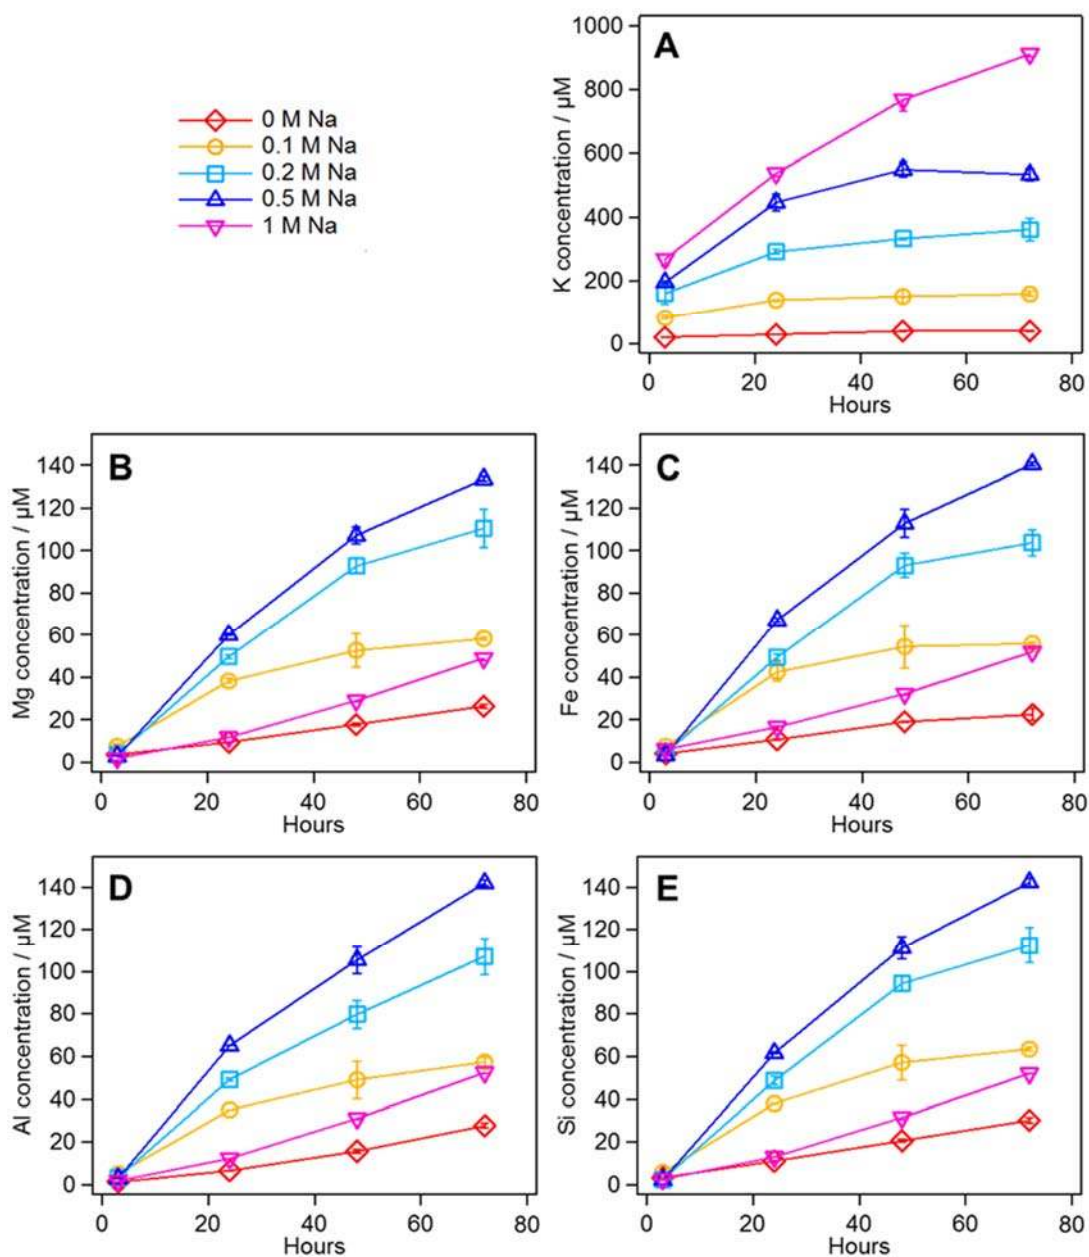 0 M Na
0.1 M Na
0.2 M Na
0.5 M Na
1 M Na
A
K concentration / µM
1000
800
600
400
200
0
0 20 40 60 80
Hours
B
Mg concentration / µM
140
120
100
80
60
40
20
0
0 20 40 60 80
Hours
C
Fe concentration / µM
140
120
100
80
60
40
20
0
0 20 40 60 80
Hours
D
Al concentration / µM
140
120
100
80
60
40
20
0
0 20 40 60 80
Hours
E
Si concentration / µM
140
120
100
80
60
40
20
0
0 20 40 60 80
Hours